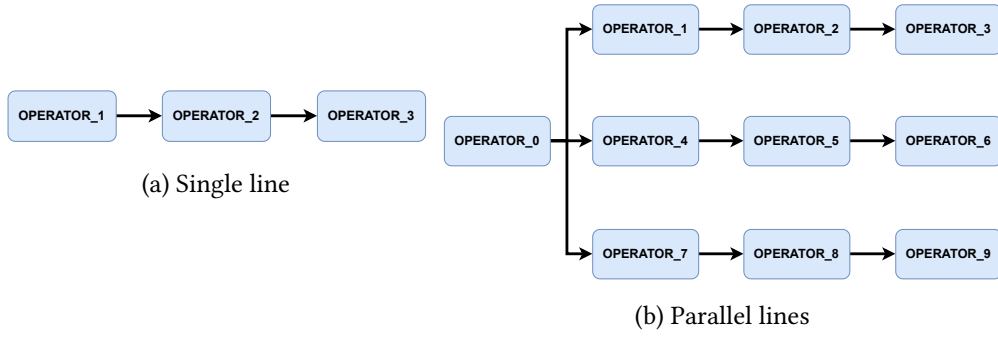 OPERATOR_1
OPERATOR_2
OPERATOR_3
(a) Single line
OPERATOR_0
OPERATOR_1
OPERATOR_2
OPERATOR_3
OPERATOR_4
OPERATOR_5
OPERATOR_6
OPERATOR_7
OPERATOR_8
OPERATOR_9
(b) Parallel lines